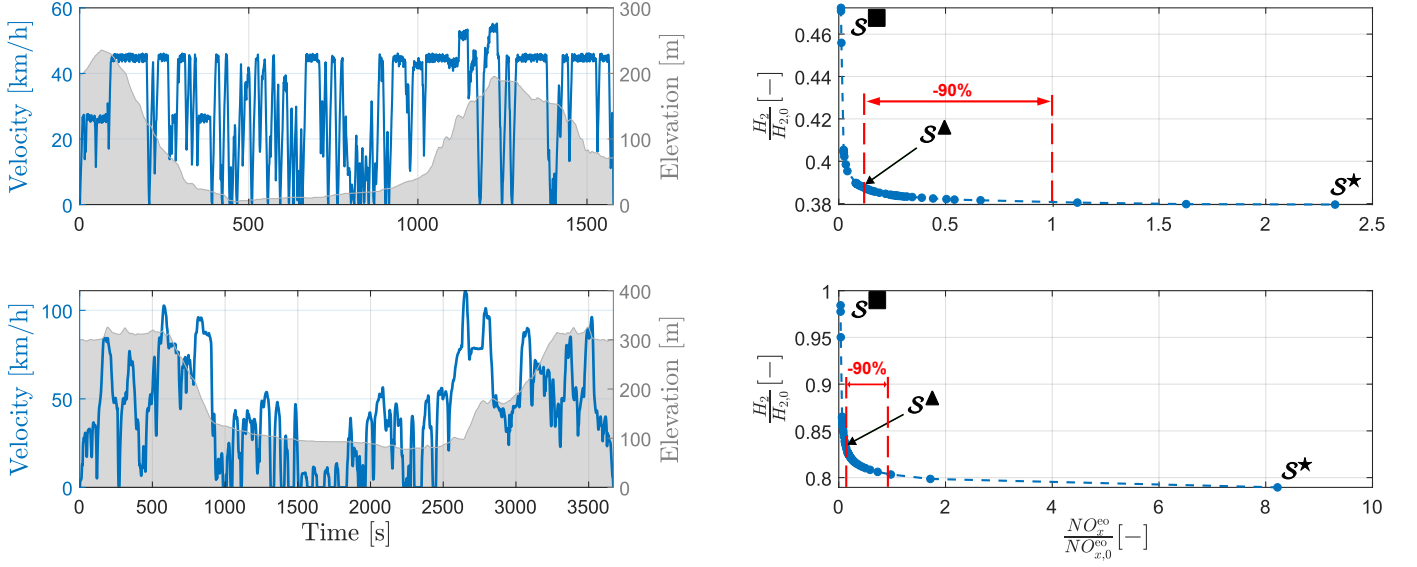 Velocity [km/h]
60
40
20
0
300
200
100
0
Elevation [m]
0 500 1000 1500
H₂/H₂,₀ [−]
0.46
0.44
0.42
0.4
0.38
0 0.5 1 1.5 2 2.5
S■
-90%
S▲
S★
Velocity [km/h]
100
50
0
400
300
200
100
0
Elevation [m]
0 500 1000 1500 2000 2500 3000 3500
Time [s]
H₂/H₂,₀ [−]
1
0.95
0.9
0.85
0.8
0 2 4 6 8 10
S■
-90%
S▲
S★
NOₓᵉᵒ/NOₓ,₀ᵉᵒ [−]